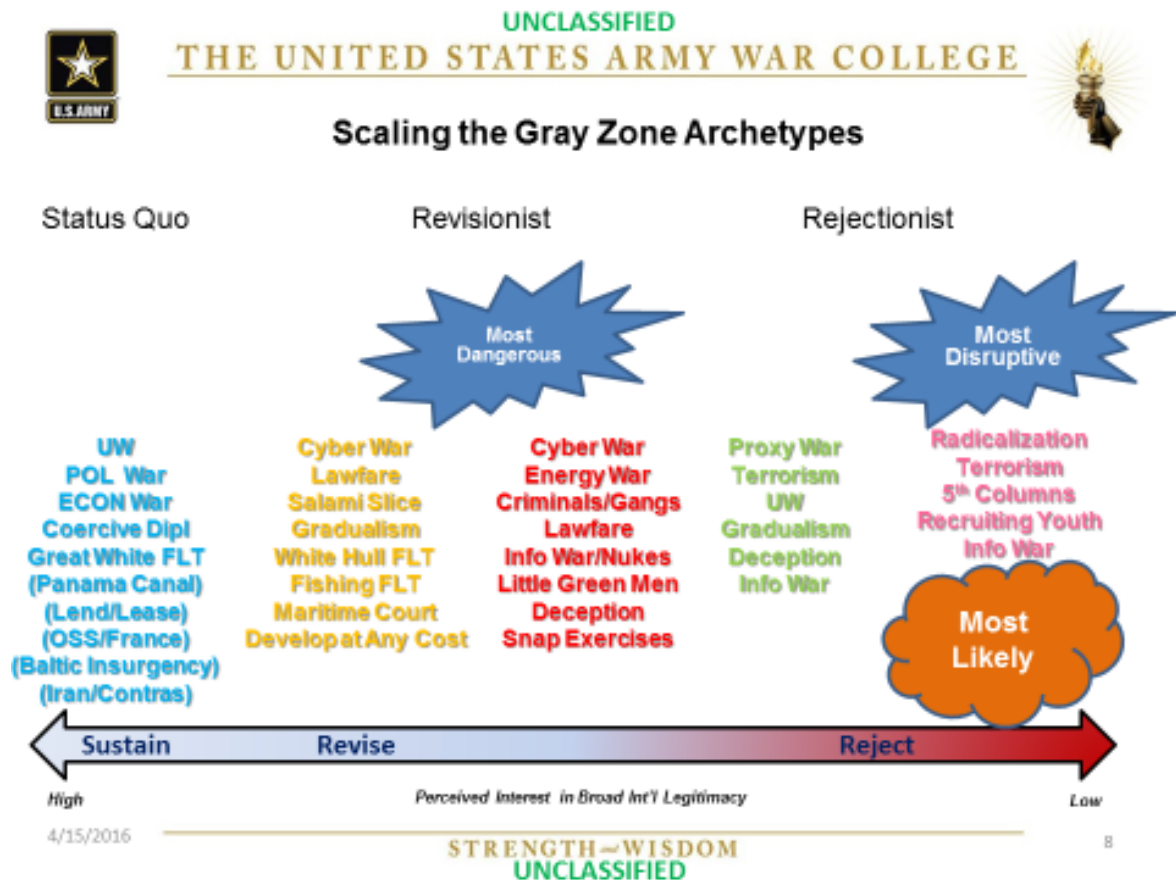 UNCLASSIFIED
THE UNITED STATES ARMY WAR COLLEGE
U.S.ARMY
Scaling the Gray Zone Archetypes
Status Quo
Revisionist
Rejectionist
Most
Dangerous
Most
Disruptive
UW
POL War
ECON War
Coercive Dipl
Great White FLT
(Panama Canal)
(Lend/Lease)
(OSS/France)
(Baltic Insurgency)
(Iran/Contras)
Cyber War
Lawfare
Salami Slice
Gradualism
White Hull FLT
Fishing FLT
Maritime Court
Develop at Any Cost
Cyber War
Energy War
Criminals/Gangs
Lawfare
Info War/Nukes
Little Green Men
Deception
Snap Exercises
Proxy War
Terrorism
UW
Gradualism
Deception
Info War
Radicalization
Terrorism
5th Columns
Recruiting Youth
Info War
Most
Likely
Sustain
Revise
Reject
High
Perceived Interest in Broad Int'l Legitimacy
Low
4/15/2016
STRENGTH~WISDOM
8
UNCLASSIFIED